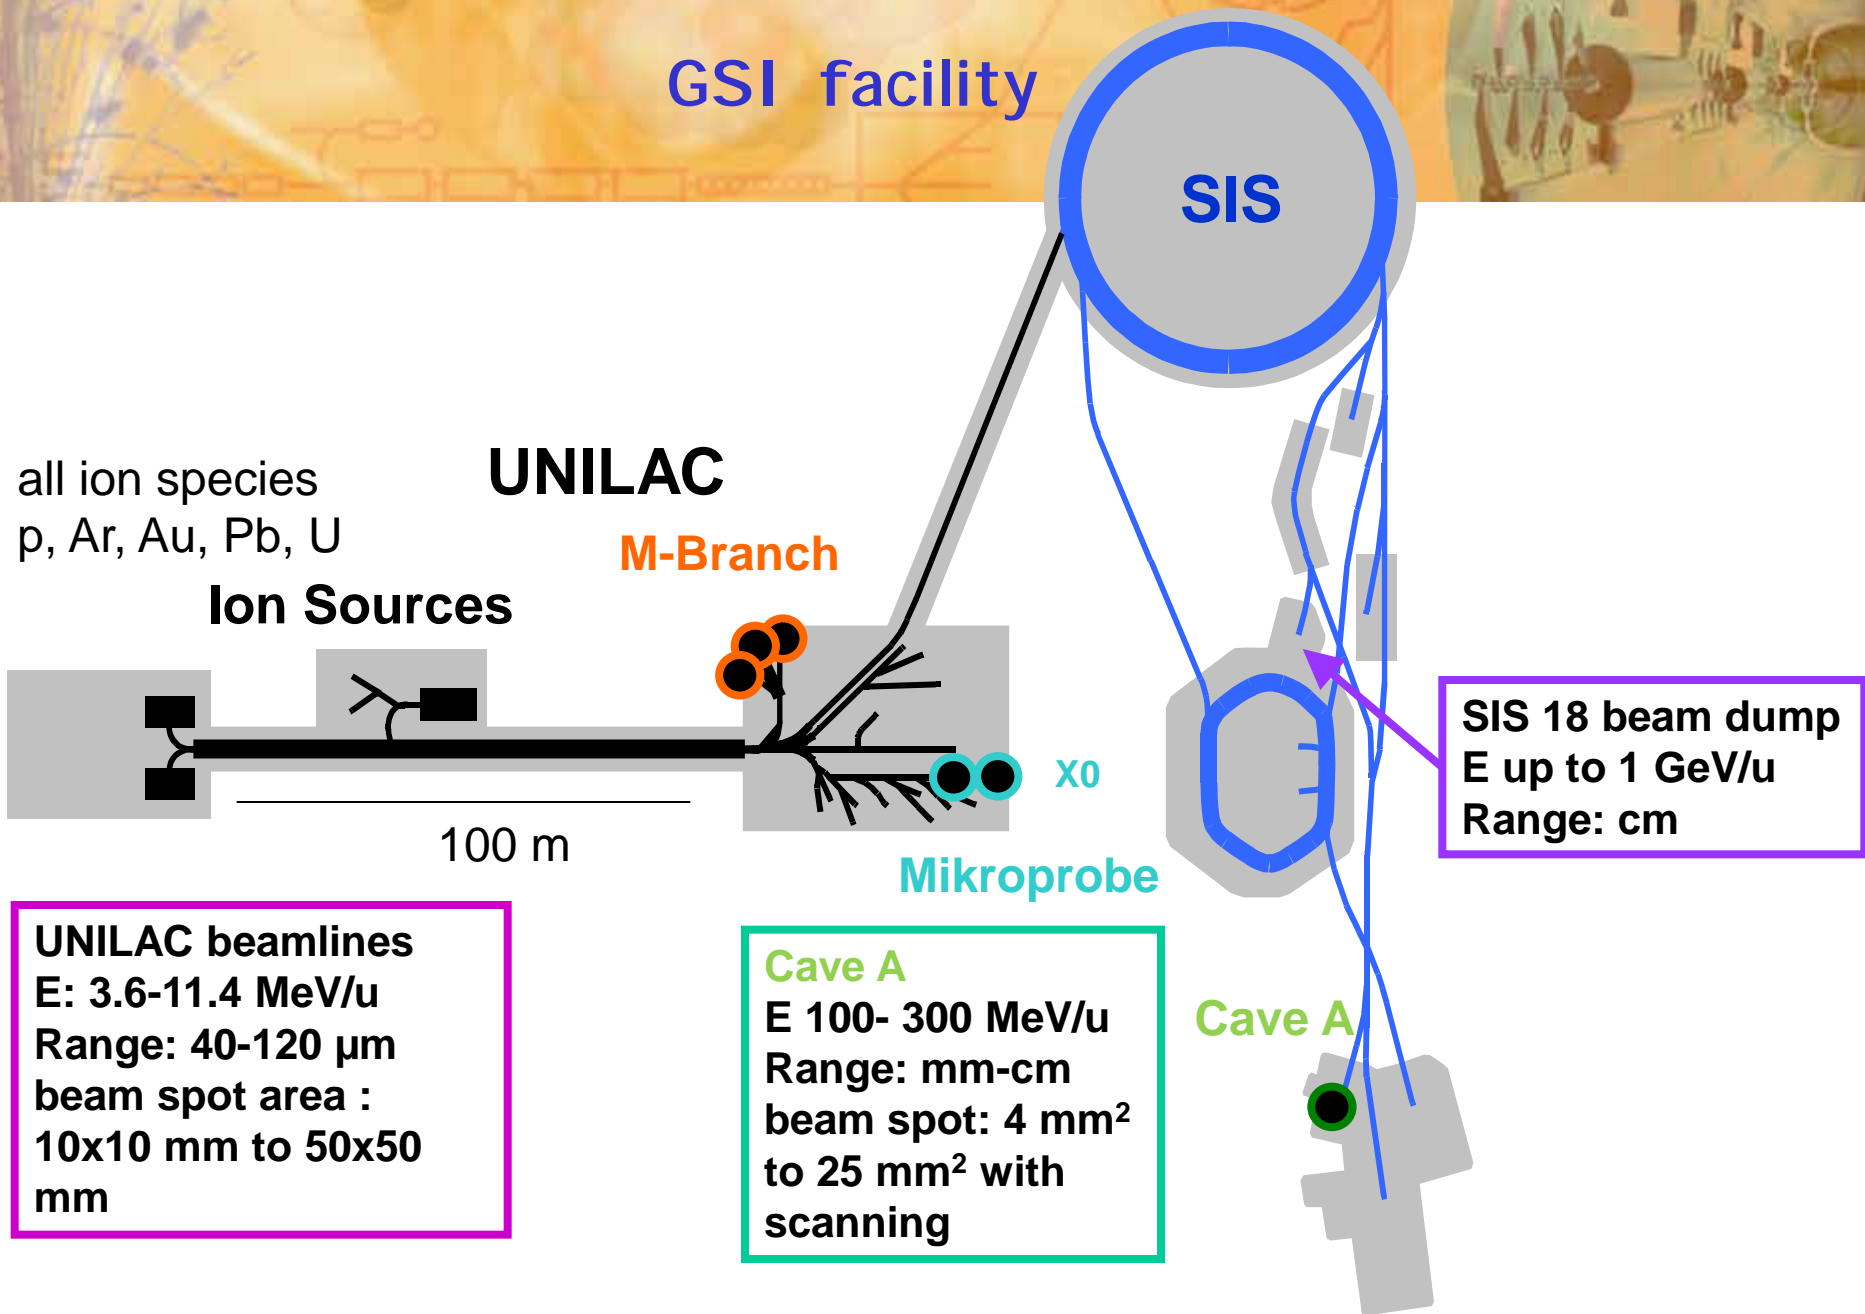 GSI facility
SIS
all ion species
p, Ar, Au, Pb, U
UNILAC
M-Branch
Ion Sources
100 m
X0
Mikroprobe
SIS 18 beam dump
E up to 1 GeV/u
Range: cm
UNILAC beamlines
E: 3.6-11.4 MeV/u
Range: 40-120 µm
beam spot area :
10x10 mm to 50x50
mm
Cave A
E 100- 300 MeV/u
Range: mm-cm
beam spot: 4 mm²
to 25 mm² with
scanning
Cave A